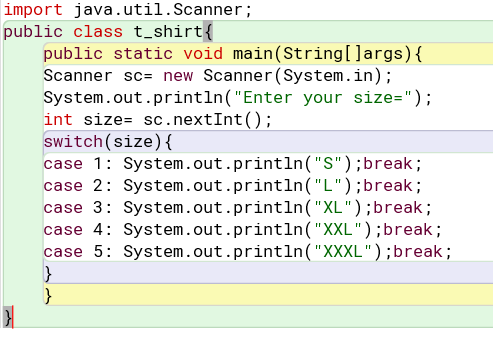 import java.util.Scanner;
public class t_shirt{
public static void main(String[]args){
Scanner sc= new Scanner(System.in);
System.out.println("Enter your size=");
int size= sc.nextInt();
switch(size){
case 1: System.out.println("S");break;
case 2: System.out.println("L");break;
case 3: System.out.println("XL");break;
case 4: System.out.println("XXL");break;
case 5: System.out.println("XXXL");break;
}
}
}